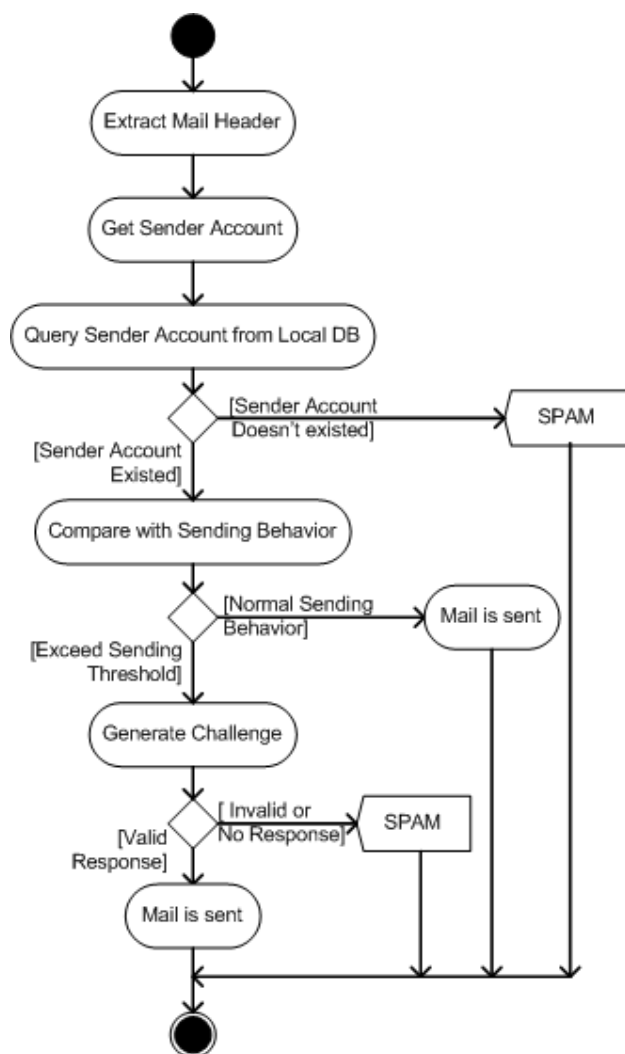 Extract Mail Header
Get Sender Account
Query Sender Account from Local DB
[Sender Account
Doesn't existed]
SPAM
[Sender Account
Existed]
Compare with Sending Behavior
[Normal Sending
Behavior]
Mail is sent
[Exceed Sending
Threshold]
Generate Challenge
[ Invalid or
No Response]
SPAM
[Valid
Response]
Mail is sent